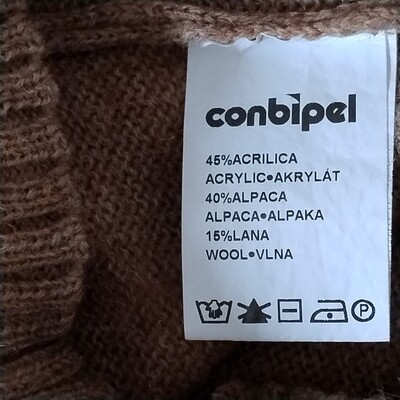 conbipel
45%ACRILICA
ACRYLIC•AKRYLÁT
40%ALPACA
ALPACA•ALPAKA
15%LANA
WOOL•VLNA
P